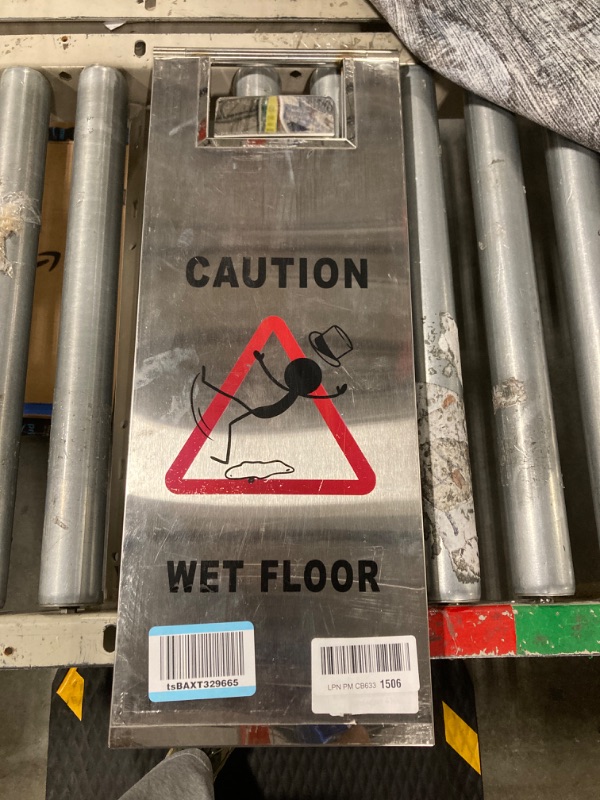 CAUTION
WET FLOOR
tsBAXT329665
LPN PM CB633 1506